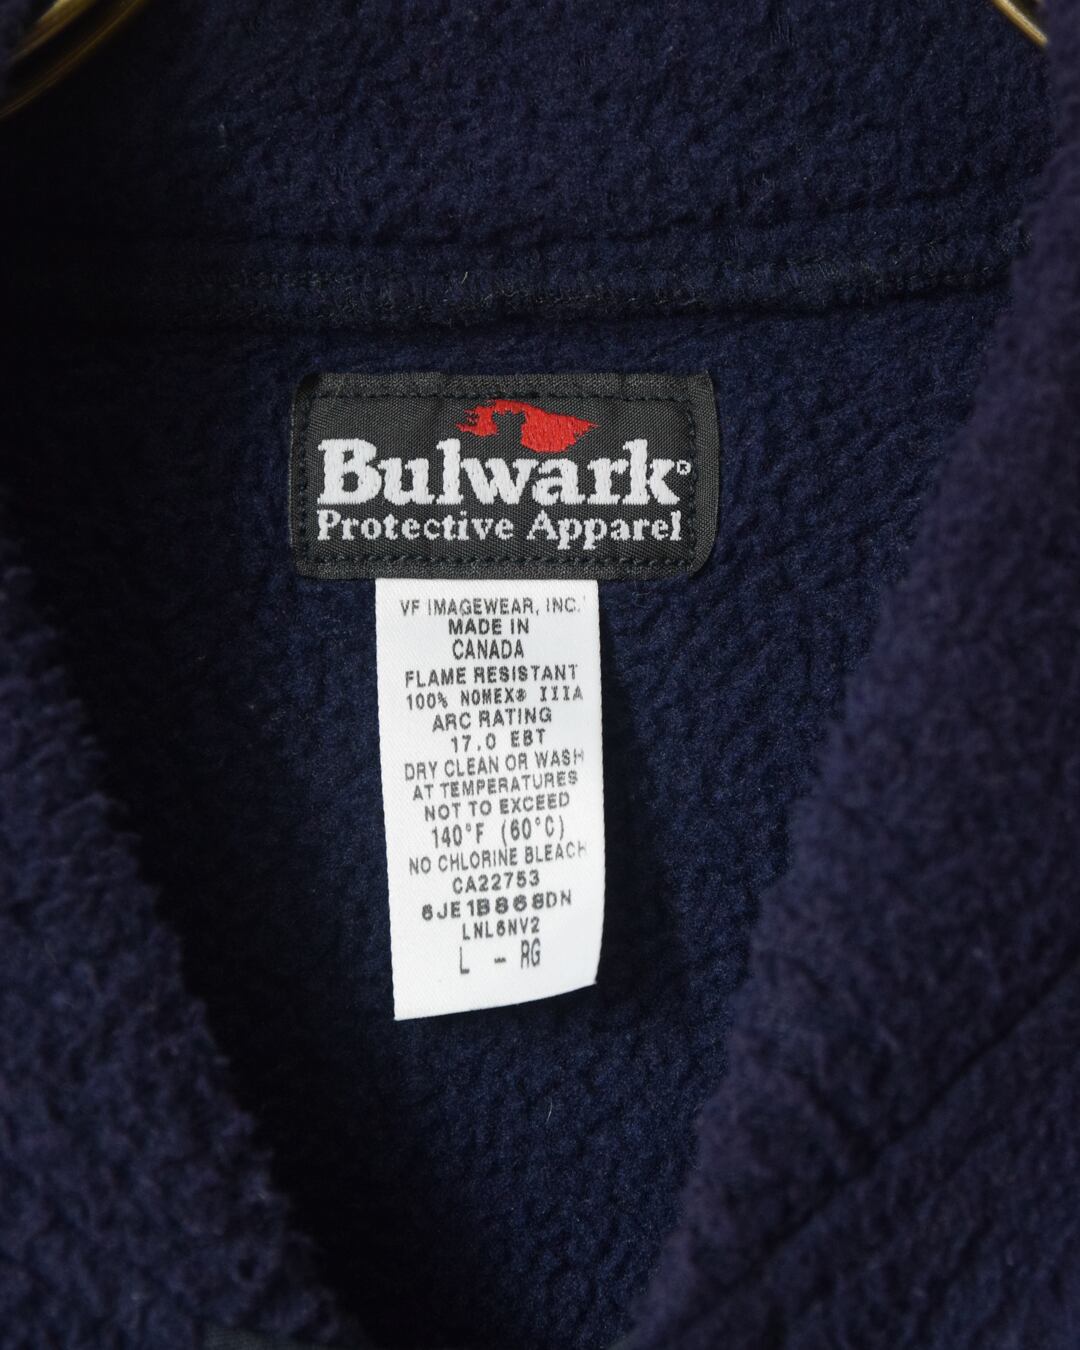 Bulwark®
Protective Apparel
VF IMAGEWEAR, INC.
MADE IN
CANADA
FLAME RESISTANT
100% NOMEX® IIIA
ARC RATING
17.0 EBT
DRY CLEAN OR WASH
AT TEMPERATURES
NOT TO EXCEED
140°F (60°C)
NO CHLORINE BLEACH
CA22753
6JE1B868DN
LNL6NV2
L - RG